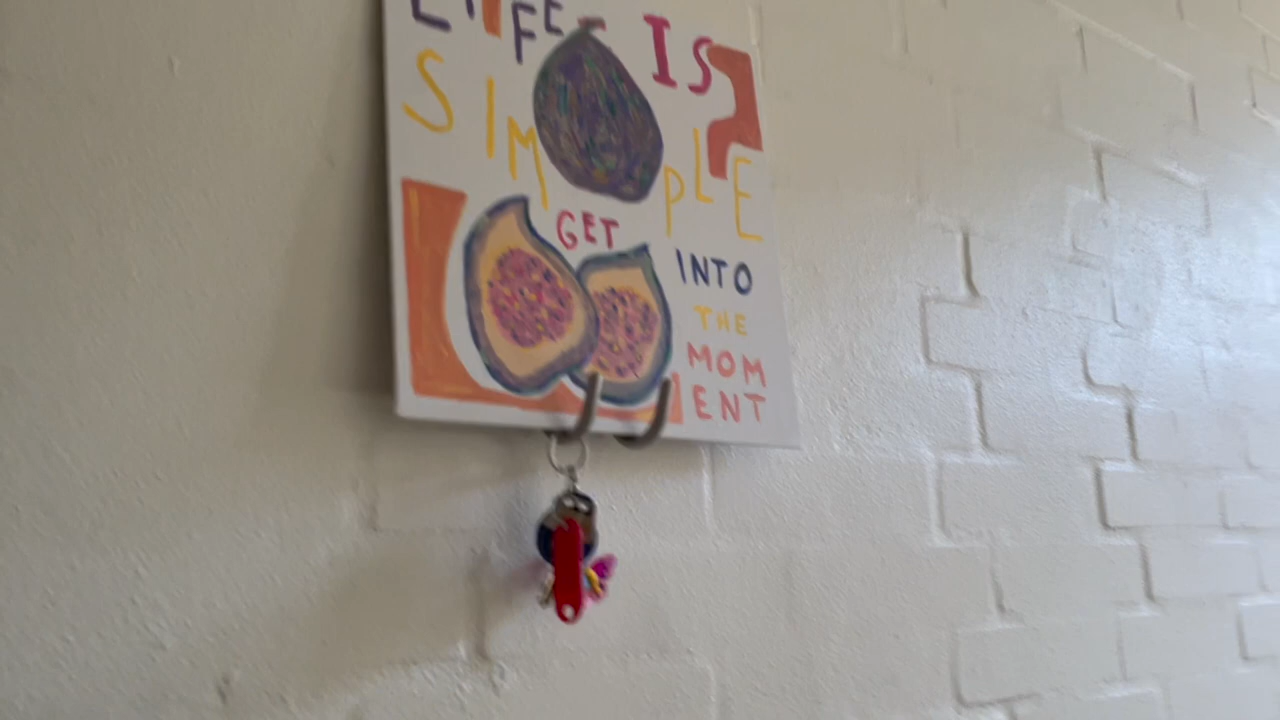 LIFE IS
SIMPLE
GET
INTO
THE
MOM
ENT